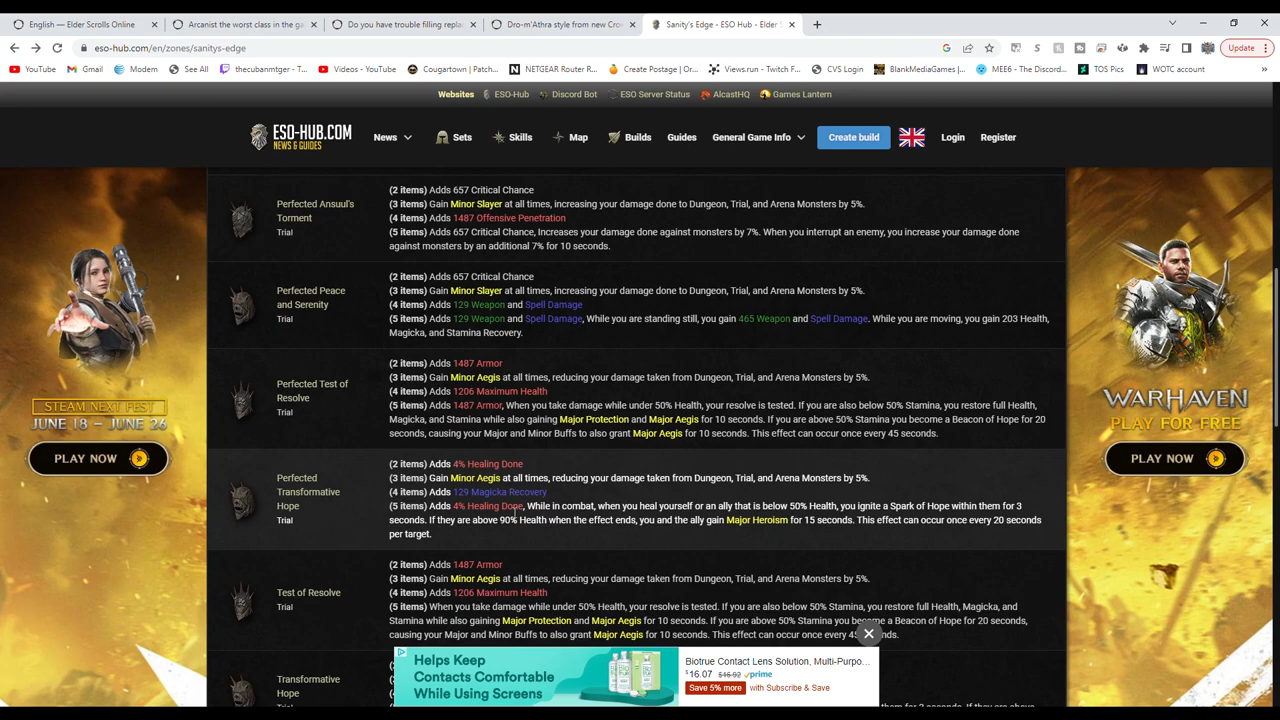 English — Elder Scrolls Online
Arcanist the worst class in the ga
Do you have trouble filling repla
Dro-m'Athra style from new Cro
Sanity's Edge - ESO Hub - Elder S
eso-hub.com/en/zones/sanitys-edge
Update
YouTube
Gmail
Modem
See All
thecubanmtger - T...
Videos - YouTube
Cougartown | Patch...
NETGEAR Router R...
Create Postage | Or...
Views.run - Twitch F...
CVS Login
BlankMediaGames |...
MEE6 - The Discord...
TOS Pics
WOTC account
»
Websites ESO-Hub Discord Bot ESO Server Status AlcastHQ Games Lantern
ESO-HUB.COM
NEWS & GUIDES
News Sets Skills Map Builds Guides General Game Info Create build Login Register
Perfected Ansuul's
Torment
Trial
(2 items) Adds 657 Critical Chance
(3 items) Gain Minor Slayer at all times, increasing your damage done to Dungeon, Trial, and Arena Monsters by 5%.
(4 items) Adds 1487 Offensive Penetration
(5 items) Adds 657 Critical Chance, Increases your damage done against monsters by 7%. When you interrupt an enemy, you increase your damage done
against monsters by an additional 7% for 10 seconds.
Perfected Peace
and Serenity
Trial
(2 items) Adds 657 Critical Chance
(3 items) Gain Minor Slayer at all times, increasing your damage done to Dungeon, Trial, and Arena Monsters by 5%.
(4 items) Adds 129 Weapon and Spell Damage
(5 items) Adds 129 Weapon and Spell Damage, While you are standing still, you gain 465 Weapon and Spell Damage. While you are moving, you gain 203 Health,
Magicka, and Stamina Recovery.
Perfected Test of
Resolve
Trial
(2 items) Adds 1487 Armor
(3 items) Gain Minor Aegis at all times, reducing your damage taken from Dungeon, Trial, and Arena Monsters by 5%.
(4 items) Adds 1206 Maximum Health
(5 items) Adds 1487 Armor, When you take damage while under 50% Health, your resolve is tested. If you are also below 50% Stamina, you restore full Health,
Magicka, and Stamina while also gaining Major Protection and Major Aegis for 10 seconds. If you are above 50% Stamina you become a Beacon of Hope for 20
seconds, causing your Major and Minor Buffs to also grant Major Aegis for 10 seconds. This effect can occur once every 45 seconds.
Perfected
Transformative
Hope
Trial
(2 items) Adds 4% Healing Done
(3 items) Gain Minor Aegis at all times, reducing your damage taken from Dungeon, Trial, and Arena Monsters by 5%.
(4 items) Adds 129 Magicka Recovery
(5 items) Adds 4% Healing Done, While in combat, when you heal yourself or an ally that is below 50% Health, you ignite a Spark of Hope within them for 3
seconds. If they are above 90% Health when the effect ends, you and the ally gain Major Heroism for 15 seconds. This effect can occur once every 20 seconds
per target.
Test of Resolve
Trial
(2 items) Adds 1487 Armor
(3 items) Gain Minor Aegis at all times, reducing your damage taken from Dungeon, Trial, and Arena Monsters by 5%.
(4 items) Adds 1206 Maximum Health
(5 items) When you take damage while under 50% Health, your resolve is tested. If you are also below 50% Stamina, you restore full Health, Magicka, and
Stamina while also gaining Major Protection and Major Aegis for 10 seconds. If you are above 50% Stamina you become a Beacon of Hope for 20 seconds,
causing your Major and Minor Buffs to also grant Major Aegis for 10 seconds. This effect can occur once every 45 seconds.
Transformative
Hope
STEAM NEXT FEST
JUNE 18 – JUNE 26
PLAY NOW
WARHAVEN
PLAY FOR FREE
PLAY NOW
Helps Keep
Contacts Comfortable
While Using Screens
Biotrue Contact Lens Solution, Multi-Purpo...
$16.07 $16.92 prime
Save 5% more with Subscribe & Save